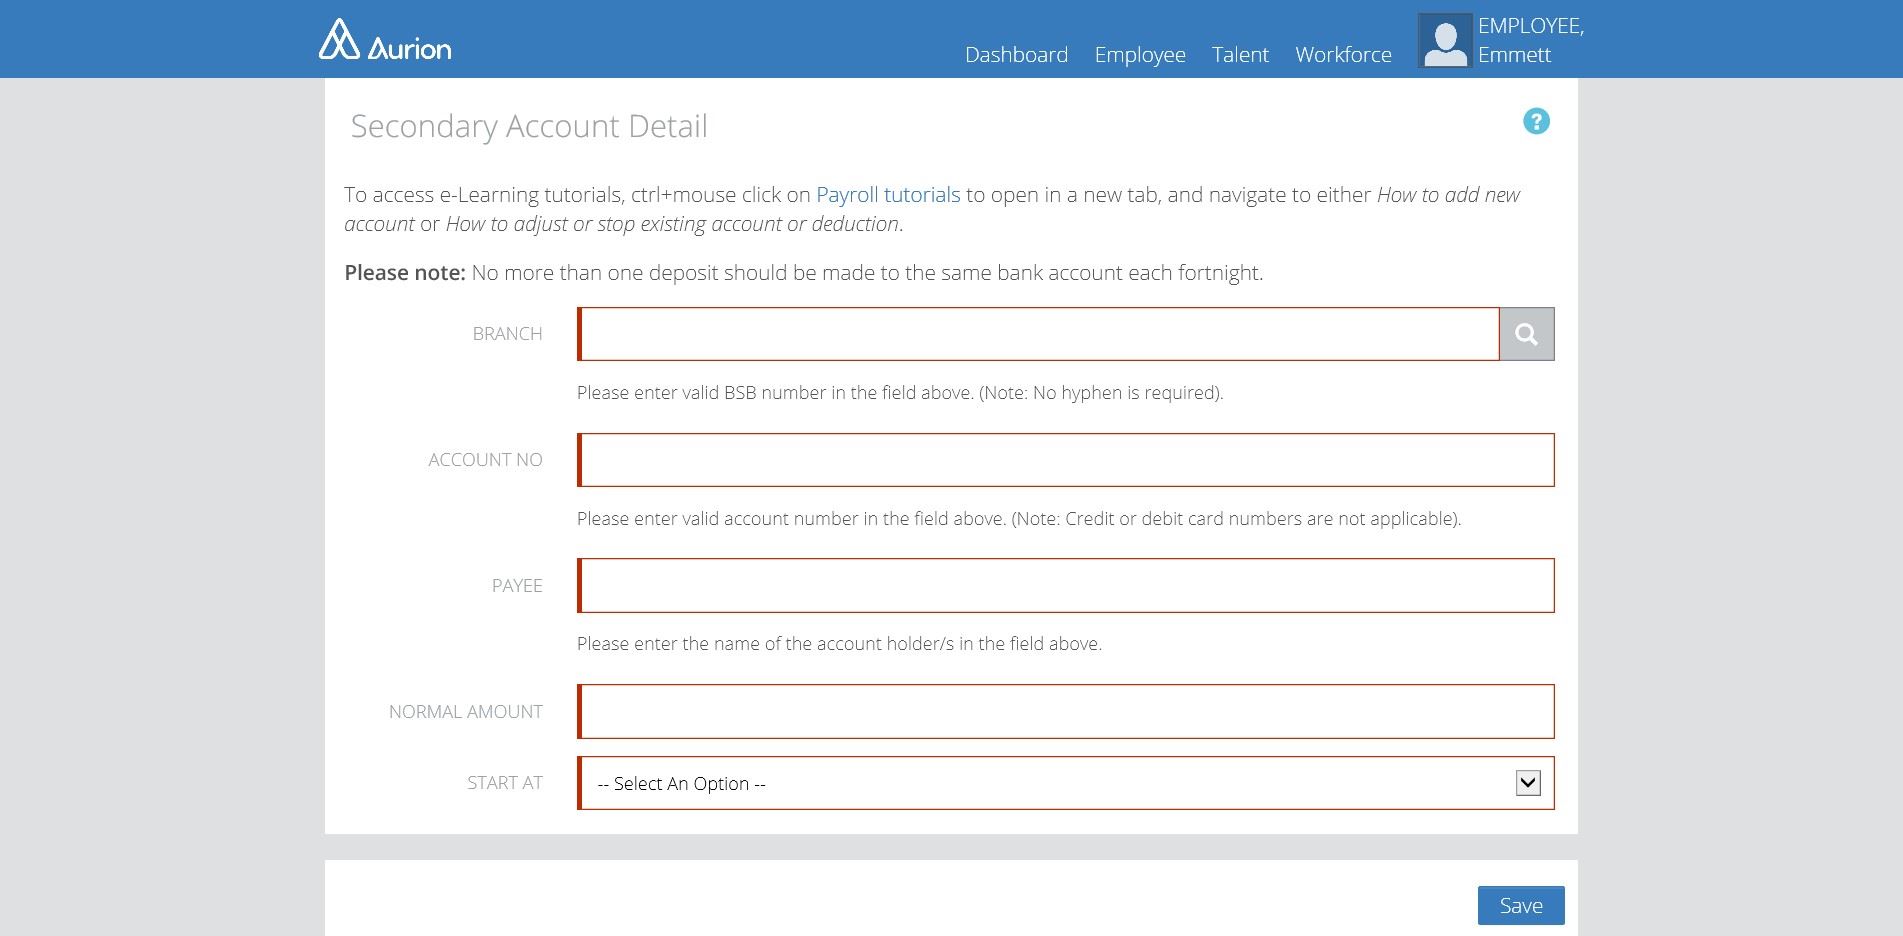 Aurion
Dashboard Employee Talent Workforce
EMPLOYEE,
Emmett
Secondary Account Detail
?
To access e-Learning tutorials, ctrl+mouse click on Payroll tutorials to open in a new tab, and navigate to either How to add new
account or How to adjust or stop existing account or deduction.
Please note: No more than one deposit should be made to the same bank account each fortnight.
BRANCH
Please enter valid BSB number in the field above. (Note: No hyphen is required).
ACCOUNT NO
Please enter valid account number in the field above. (Note: Credit or debit card numbers are not applicable).
PAYEE
Please enter the name of the account holder/s in the field above.
NORMAL AMOUNT
START AT
-- Select An Option --
Save